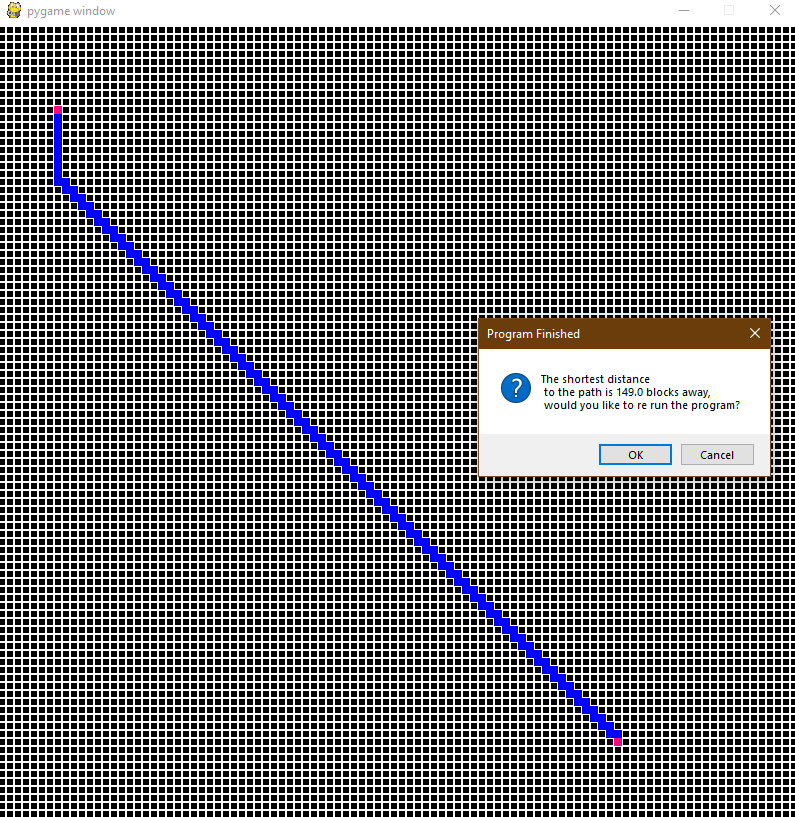 pygame window
Program Finished
The shortest distance
to the path is 149.0 blocks away,
would you like to re run the program?
OK
Cancel